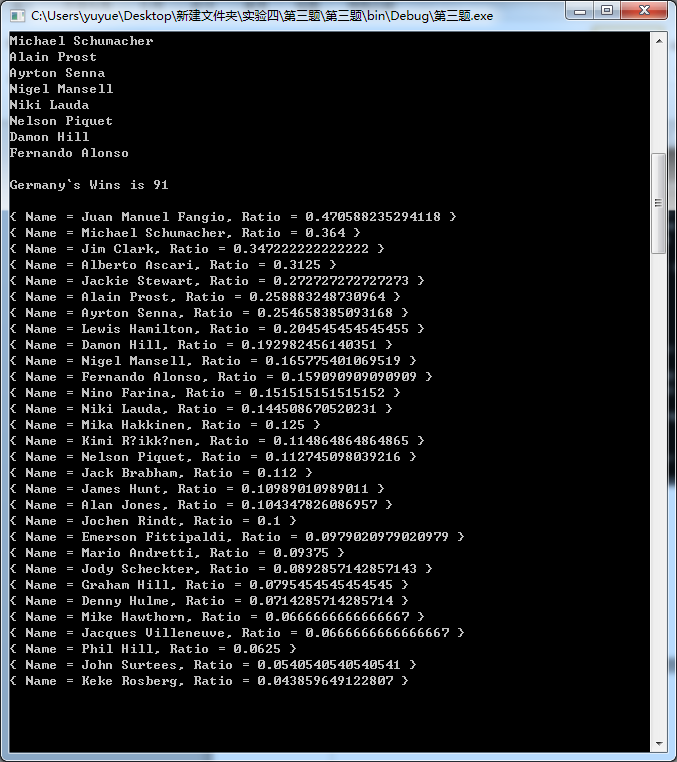 C:\Users\yuyue\Desktop\新建文件夹\实验四\第三题\第三题\bin\Debug\第三题.exe
Michael Schumacher
Alain Prost
Ayrton Senna
Nigel Mansell
Niki Lauda
Nelson Piquet
Damon Hill
Fernando Alonso
Germany`s Wins is 91
{ Name = Juan Manuel Fangio, Ratio = 0.470588235294118 }
{ Name = Michael Schumacher, Ratio = 0.364 }
{ Name = Jim Clark, Ratio = 0.347222222222222 }
{ Name = Alberto Ascari, Ratio = 0.3125 }
{ Name = Jackie Stewart, Ratio = 0.272727272727273 }
{ Name = Alain Prost, Ratio = 0.258883248730964 }
{ Name = Ayrton Senna, Ratio = 0.254658385093168 }
{ Name = Lewis Hamilton, Ratio = 0.204545454545455 }
{ Name = Damon Hill, Ratio = 0.192982456140351 }
{ Name = Nigel Mansell, Ratio = 0.165775401069519 }
{ Name = Fernando Alonso, Ratio = 0.159090909090909 }
{ Name = Nino Farina, Ratio = 0.151515151515152 }
{ Name = Niki Lauda, Ratio = 0.144508670520231 }
{ Name = Mika Hakkinen, Ratio = 0.125 }
{ Name = Kimi R?ikk?nen, Ratio = 0.114864864864865 }
{ Name = Nelson Piquet, Ratio = 0.112745098039216 }
{ Name = Jack Brabham, Ratio = 0.112 }
{ Name = James Hunt, Ratio = 0.10989010989011 }
{ Name = Alan Jones, Ratio = 0.104347826086957 }
{ Name = Jochen Rindt, Ratio = 0.1 }
{ Name = Emerson Fittipaldi, Ratio = 0.0979020979020979 }
{ Name = Mario Andretti, Ratio = 0.09375 }
{ Name = Jody Scheckter, Ratio = 0.0892857142857143 }
{ Name = Graham Hill, Ratio = 0.0795454545454545 }
{ Name = Denny Hulme, Ratio = 0.0714285714285714 }
{ Name = Mike Hawthorn, Ratio = 0.0666666666666667 }
{ Name = Jacques Villeneuve, Ratio = 0.0666666666666667 }
{ Name = Phil Hill, Ratio = 0.0625 }
{ Name = John Surtees, Ratio = 0.0540540540540541 }
{ Name = Keke Rosberg, Ratio = 0.043859649122807 }